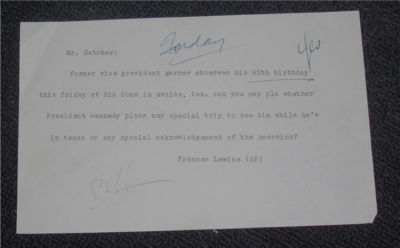 Yes
Mr. Hatcher:
former vice president garner observes his 95th birthday
this friday at his home in uvalde, tex. can you say pls whether
President Kennedy plans any special trip to see him while he's
in texas or any special acknowledgement of the occasion?
Frances Lewine (AP)